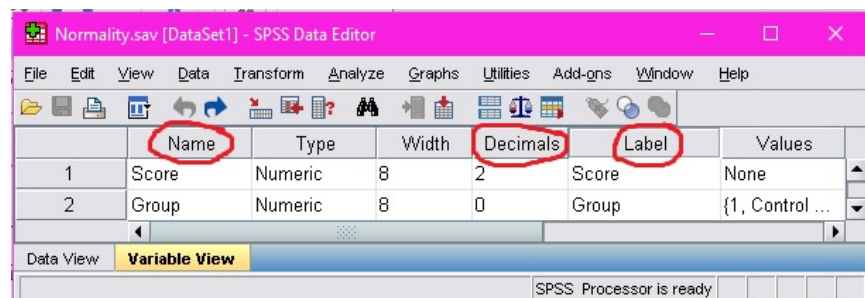 Normality.sav [DataSet1] - SPSS Data Editor
File Edit View Data Transform Analyze Graphs Utilities Add-ons Window Help
Name Type Width Decimals Label Values
1 Score Numeric 8 2 Score None
2 Group Numeric 8 0 Group {1, Control ...
Data View Variable View
SPSS Processor is ready